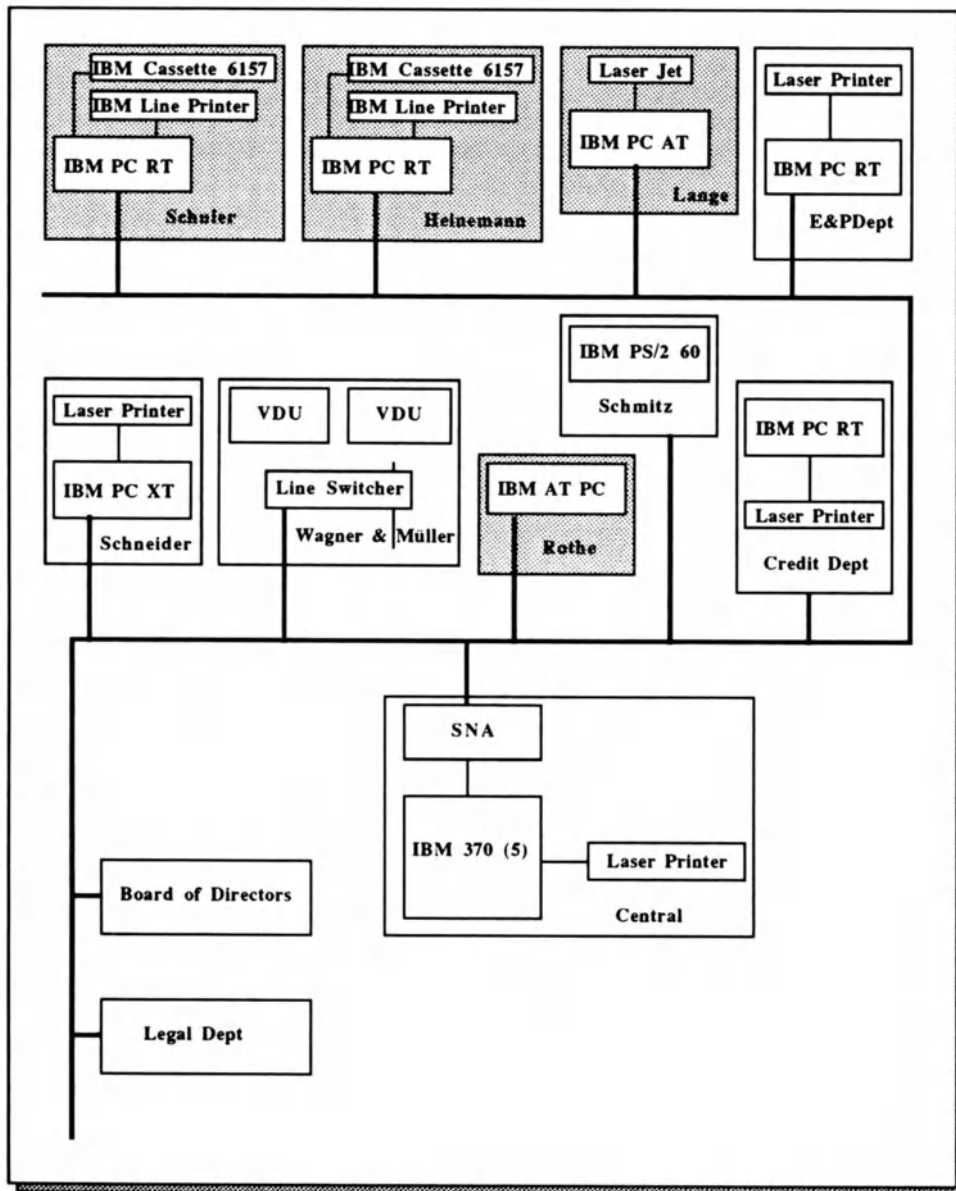 IBM Cassette 6157
IBM Line Printer
IBM PC RT
Schufer
IBM Cassette 6157
IBM Line Printer
IBM PC RT
Heinemann
Laser Jet
IBM PC AT
Lange
Laser Printer
IBM PC RT
E&PDept
Laser Printer
IBM PC XT
Schneider
VDU
VDU
Line Switcher
Wagner & Müller
IBM AT PC
Rothe
IBM PS/2 60
Schmitz
IBM PC RT
Laser Printer
Credit Dept
SNA
IBM 370 (5)
Laser Printer
Central
Board of Directors
Legal Dept